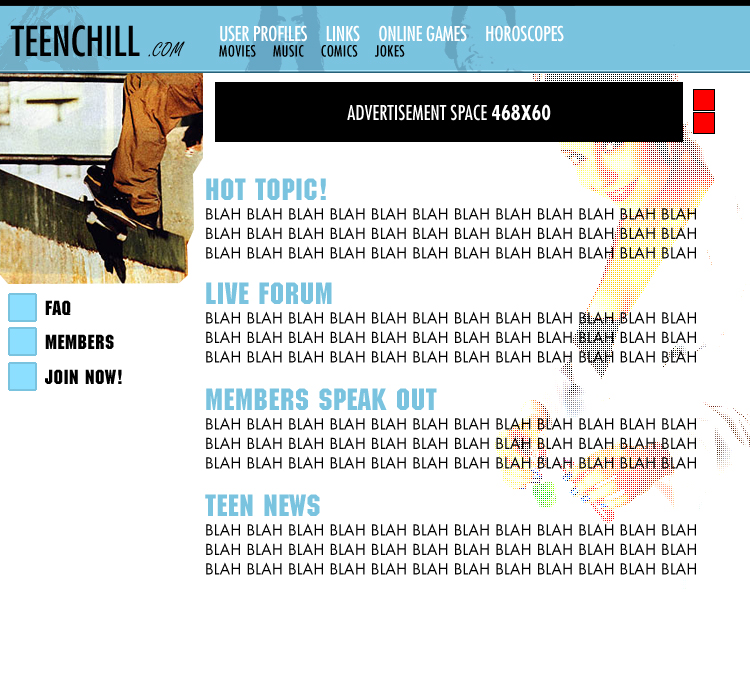 TEENCHILL .COM
USER PROFILES LINKS ONLINE GAMES HOROSCOPES
MOVIES MUSIC COMICS JOKES
ADVERTISEMENT SPACE 468X60
HOT TOPIC!
BLAH BLAH BLAH BLAH BLAH BLAH BLAH BLAH BLAH BLAH BLAH BLAH
BLAH BLAH BLAH BLAH BLAH BLAH BLAH BLAH BLAH BLAH BLAH BLAH
BLAH BLAH BLAH BLAH BLAH BLAH BLAH BLAH BLAH BLAH BLAH BLAH
LIVE FORUM
BLAH BLAH BLAH BLAH BLAH BLAH BLAH BLAH BLAH BLAH BLAH BLAH
BLAH BLAH BLAH BLAH BLAH BLAH BLAH BLAH BLAH BLAH BLAH BLAH
BLAH BLAH BLAH BLAH BLAH BLAH BLAH BLAH BLAH BLAH BLAH BLAH
MEMBERS SPEAK OUT
BLAH BLAH BLAH BLAH BLAH BLAH BLAH BLAH BLAH BLAH BLAH BLAH
BLAH BLAH BLAH BLAH BLAH BLAH BLAH BLAH BLAH BLAH BLAH BLAH
BLAH BLAH BLAH BLAH BLAH BLAH BLAH BLAH BLAH BLAH BLAH BLAH
TEEN NEWS
BLAH BLAH BLAH BLAH BLAH BLAH BLAH BLAH BLAH BLAH BLAH BLAH
BLAH BLAH BLAH BLAH BLAH BLAH BLAH BLAH BLAH BLAH BLAH BLAH
BLAH BLAH BLAH BLAH BLAH BLAH BLAH BLAH BLAH BLAH BLAH BLAH
FAQ
MEMBERS
JOIN NOW!